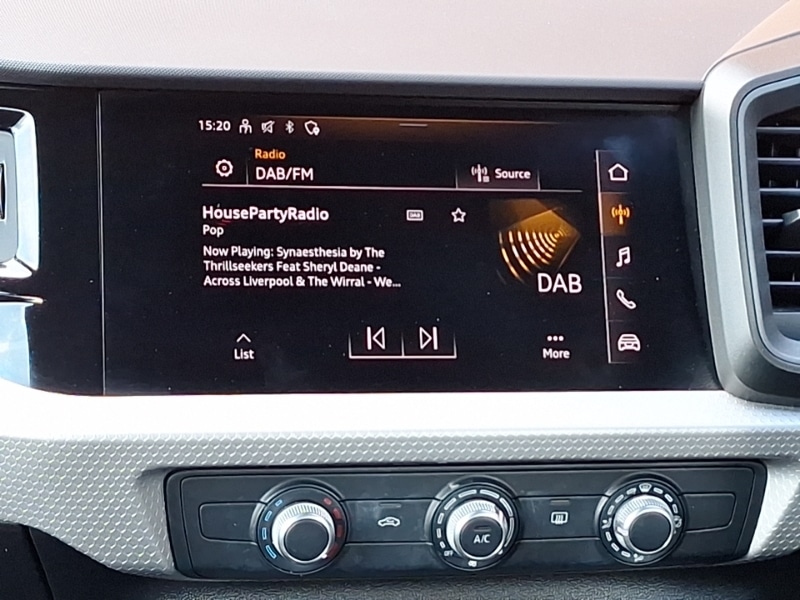 15:20
Radio
DAB/FM
Source
HousePartyRadio
DAB
Pop
Now Playing: Synaesthesia by The
Thrillseekers Feat Sheryl Deane -
Across Liverpool & The Wirral - We...
DAB
List
More
A/C
OFF